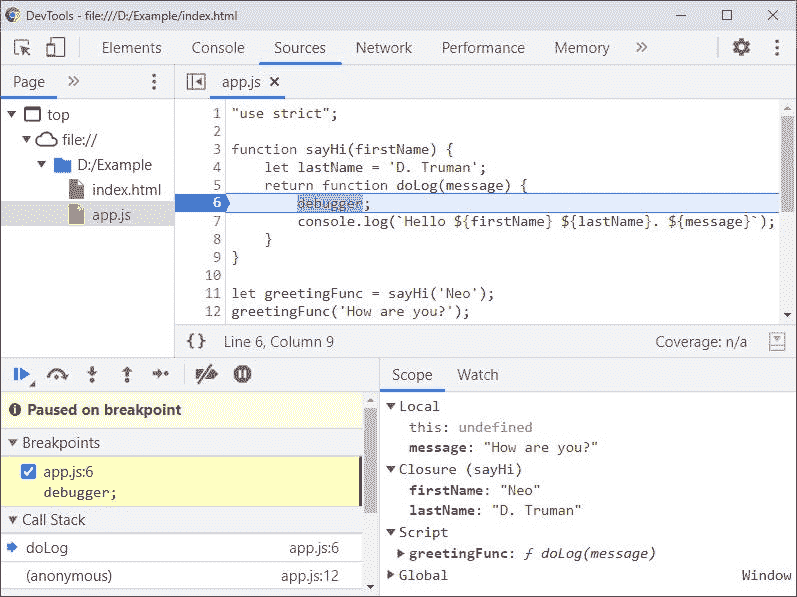 DevTools - file:///D:/Example/index.html
Elements Console Sources Network Performance Memory »
Page » app.js ×
top
file://
D:/Example
index.html
app.js
1 "use strict";
2
3 function sayHi(firstName) {
4 let lastName = 'D. Truman';
5 return function doLog(message) {
6 debugger;
7 console.log(`Hello ${firstName} ${lastName}. ${message}`);
8 }
9 }
10
11 let greetingFunc = sayHi('Neo');
12 greetingFunc('How are you?');
{} Line 6, Column 9 Coverage: n/a
Paused on breakpoint
Breakpoints
app.js:6
debugger;
Call Stack
doLog app.js:6
(anonymous) app.js:12
Scope Watch
Local
this: undefined
message: "How are you?"
Closure (sayHi)
firstName: "Neo"
lastName: "D. Truman"
Script
greetingFunc: ƒ doLog(message)
Global Window